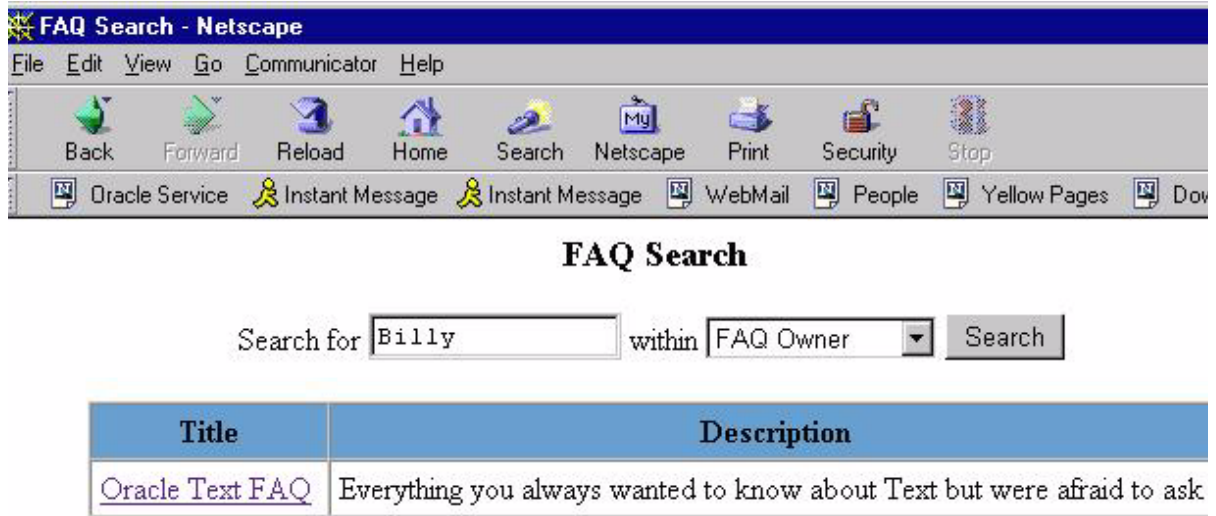 FAQ Search - Netscape
File Edit View Go Communicator Help
Back Forward Reload Home Search My Netscape Print Security Stop
Oracle Service Instant Message Instant Message WebMail People Yellow Pages Dow
FAQ Search
Search for Billy within FAQ Owner Search
Title Description
Oracle Text FAQ Everything you always wanted to know about Text but were afraid to ask